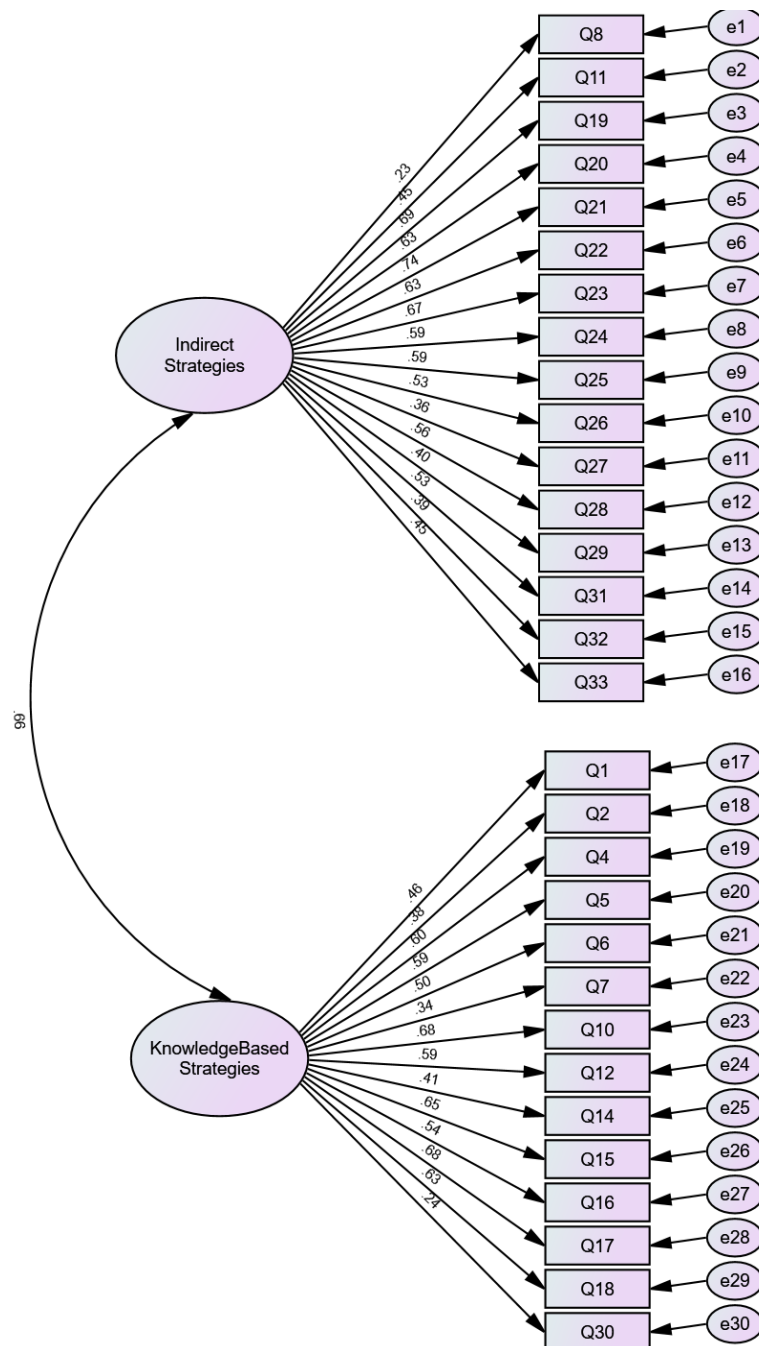 Q8 e1
Q11 e2
Q19 e3
Q20 e4
Q21 e5
Q22 e6
Q23 e7
Q24 e8
Q25 e9
Q26 e10
Q27 e11
Q28 e12
Q29 e13
Q31 e14
Q32 e15
Q33 e16
.23
.45
.69
.63
.74
.63
.67
.59
.59
.53
.36
.56
.40
.53
.39
.45
Indirect
Strategies
Q1 e17
Q2 e18
Q4 e19
Q5 e20
Q6 e21
Q7 e22
Q10 e23
Q12 e24
Q14 e25
Q15 e26
Q16 e27
Q17 e28
Q18 e29
Q30 e30
.46
.38
.60
.59
.50
.34
.68
.59
.41
.65
.54
.68
.63
.24
KnowledgeBased
Strategies